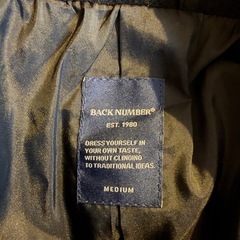 BACK NUMBER®
EST. 1980
DRESS YOURSELF IN
YOUR OWN TASTE,
WITHOUT CLINGING
TO TRADITIONAL IDEAS.
MEDIUM